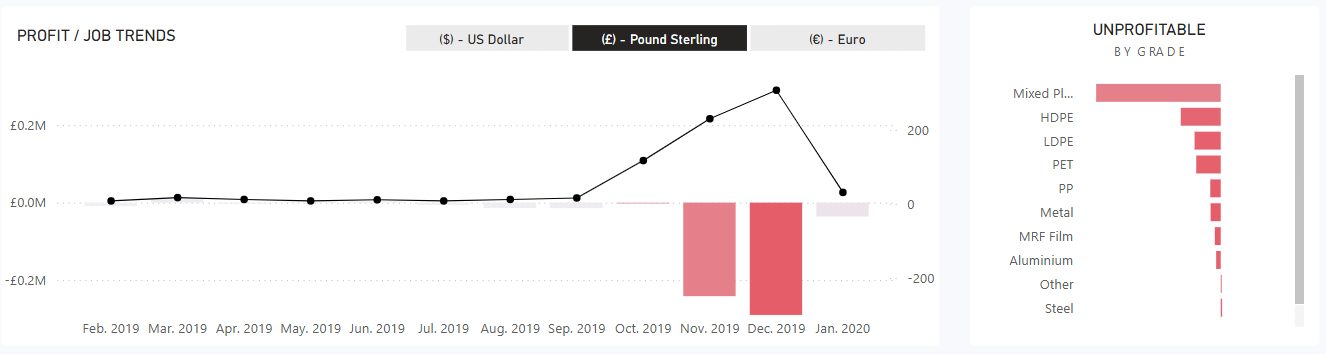 PROFIT / JOB TRENDS
($) - US Dollar
(£) - Pound Sterling
(€) - Euro
£0.2M
£0.0M
-£0.2M
200
0
-200
Feb. 2019 Mar. 2019 Apr. 2019 May. 2019 Jun. 2019 Jul. 2019 Aug. 2019 Sep. 2019 Oct. 2019 Nov. 2019 Dec. 2019 Jan. 2020
UNPROFITABLE
BY GRADE
Mixed Pl...
HDPE
LDPE
PET
PP
Metal
MRF Film
Aluminium
Other
Steel